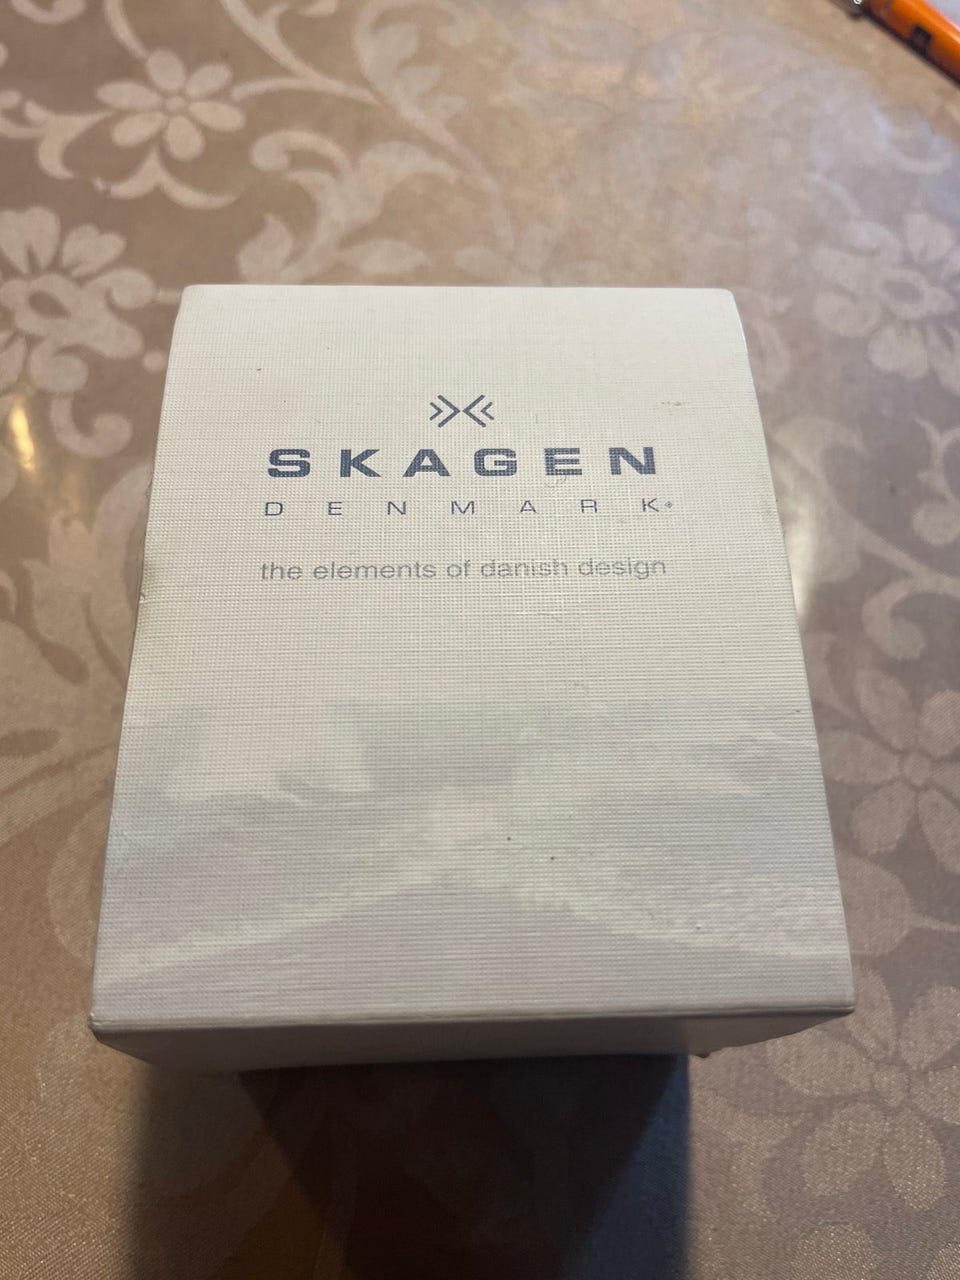 SKAGEN
DENMARK®
the elements of danish design